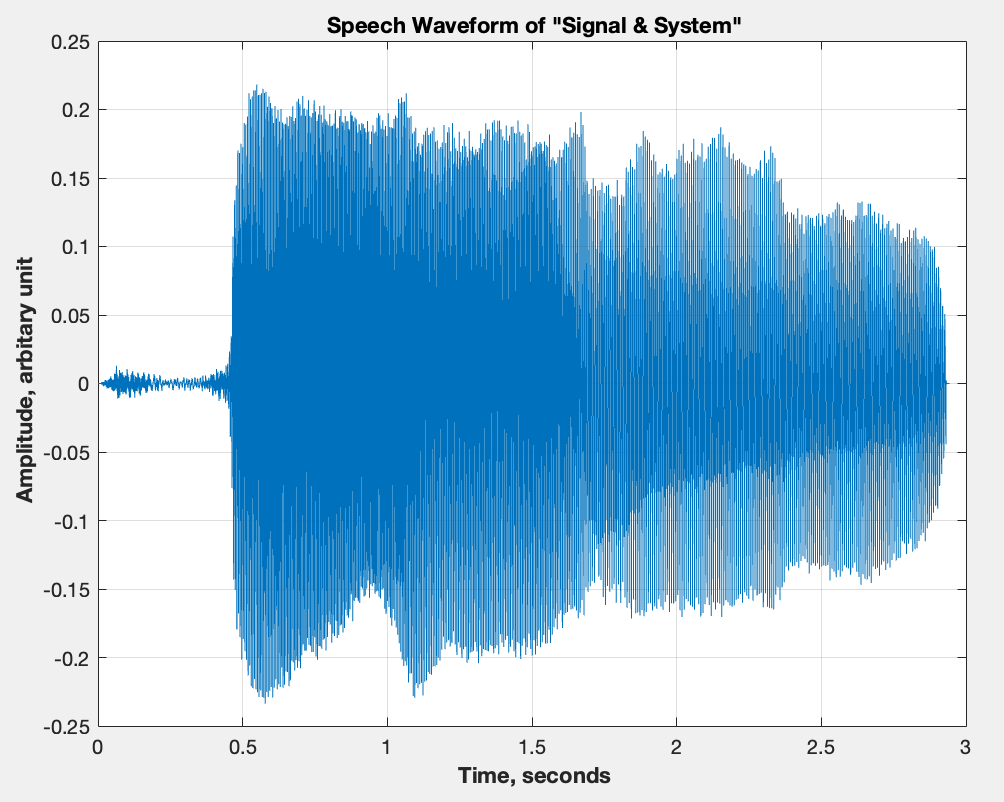 Speech Waveform of "Signal & System"
0.25
0.2
0.15
0.1
0.05
0
-0.05
-0.1
-0.15
-0.2
-0.25
Amplitude, arbitary unit
0 0.5 1 1.5 2 2.5 3
Time, seconds